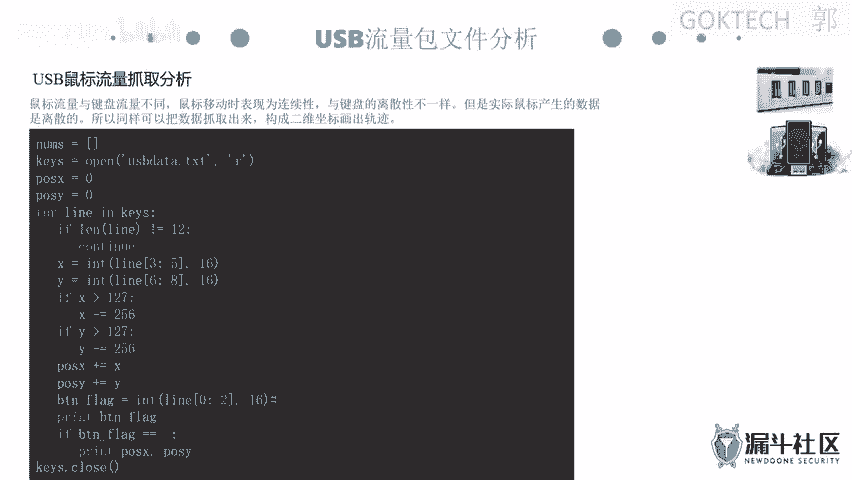 GOKTECH 郭
USB流量包文件分析
USB鼠标流量抓取分析
鼠标流量与键盘流量不同，鼠标移动时表现为连续性，与键盘的离散性不一样。但是实际鼠标产生的数据
是离散的。所以同样可以把数据抓取出来，构成二维坐标画出轨迹。
nums = []
keys = open('usbdata.txt', 'r')
posx = 0
posy = 0
for line in keys:
if len(line) != 12:
continue
x = int(line[3: 5], 16)
y = int(line[6: 8], 16)
if x > 127:
x -= 256
if y > 127:
y -= 256
posx += x
posy += y
btn_flag = int(line[0: 2], 16)#
print btn_flag
if btn_flag == :
print posx, posy
keys.close()
漏斗社区
NEWDOONE SECURITY